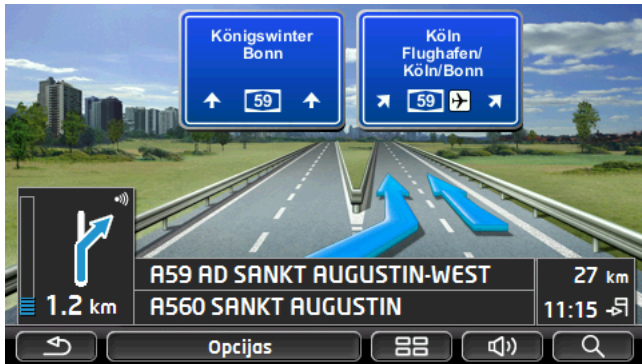 Königswinter
Bonn
59
Köln
Flughafen/
Köln/Bonn
59
1.2 km
A59 AD SANKT AUGUSTIN-WEST
27 km
A560 SANKT AUGUSTIN
11:15
Opcijas